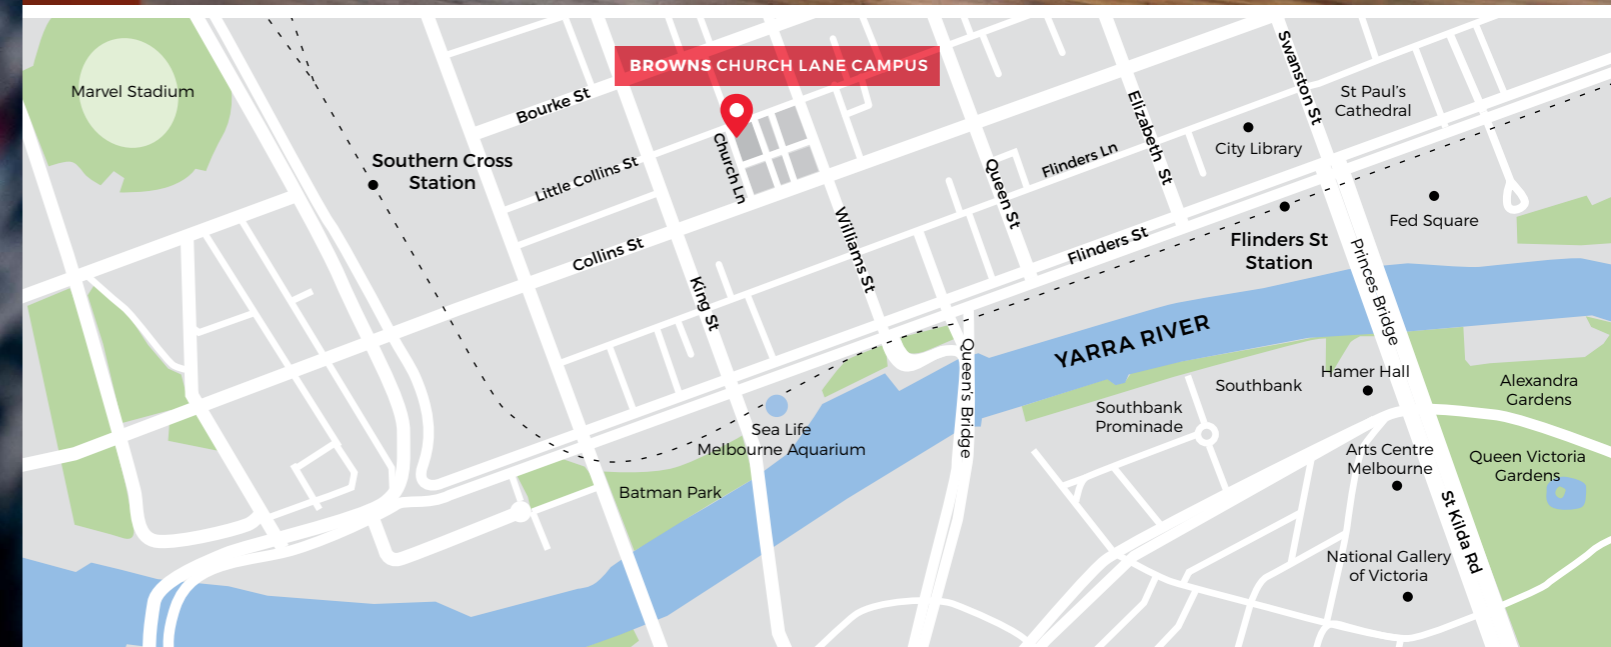 Marvel Stadium
BROWNS CHURCH LANE CAMPUS
Bourke St
Southern Cross
Station
Little Collins St
Church Ln
Collins St
King St
Williams St
Queen St
Flinders Ln
Elizabeth St
Swanston St
St Paul's
Cathedral
City Library
Flinders St
Flinders St
Station
Fed Square
Princes Bridge
YARRA RIVER
Queen's Bridge
Sea Life
Melbourne Aquarium
Batman Park
Southbank
Prominade
Southbank
Hamer Hall
Alexandra
Gardens
Arts Centre
Melbourne
Queen Victoria
Gardens
St Kilda Rd
National Gallery
of Victoria